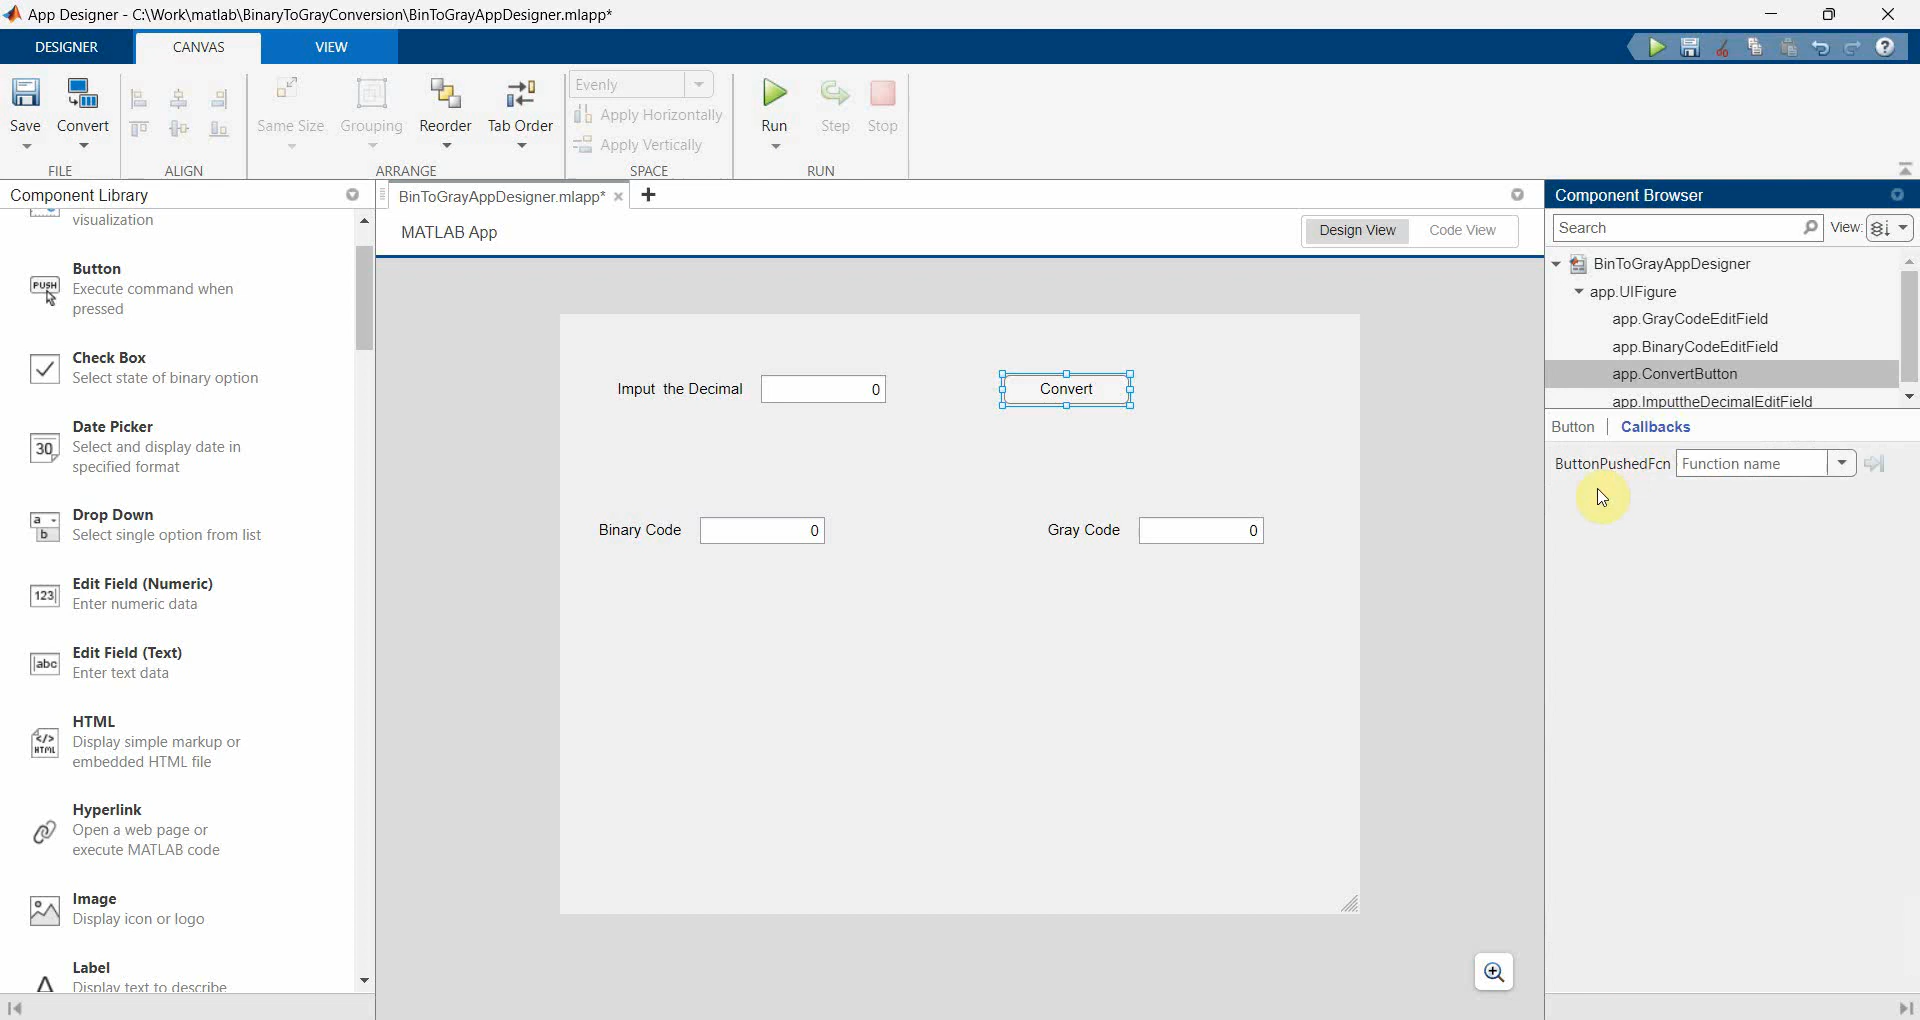 App Designer - C:\Work\matlab\BinaryToGrayConversion\BinToGrayAppDesigner.mlapp*
DESIGNER CANVAS VIEW
Save Convert Same Size Grouping Reorder Tab Order Evenly Apply Horizontally Apply Vertically Run Step Stop
FILE ALIGN ARRANGE SPACE RUN
Component Library
visualization
PUSH
Button
Execute command when
pressed
Check Box
Select state of binary option
30
Date Picker
Select and display date in
specified format
a
b
Drop Down
Select single option from list
123
Edit Field (Numeric)
Enter numeric data
abc
Edit Field (Text)
Enter text data
</>
HTML
HTML
Display simple markup or
embedded HTML file
Hyperlink
Open a web page or
execute MATLAB code
Image
Display icon or logo
A
Label
Display text to describe
BinToGrayAppDesigner.mlapp*
MATLAB App
Design View Code View
Imput the Decimal 0 Convert
Binary Code 0 Gray Code 0
Component Browser
Search View:
BinToGrayAppDesigner
app.UIFigure
app.GrayCodeEditField
app.BinaryCodeEditField
app.ConvertButton
app.ImputtheDecimalEditField
Button Callbacks
ButtonPushedFcn Function name